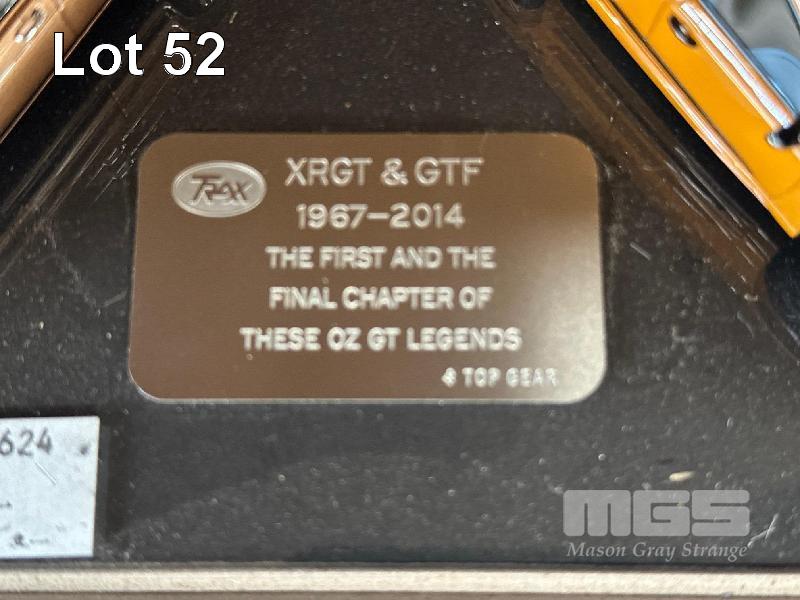 Lot 52
TRAX
XRGT & GTF
1967-2014
THE FIRST AND THE
FINAL CHAPTER OF
THESE OZ GT LEGENDS
TOP GEAR
624
MGS
Mason Gray Strange